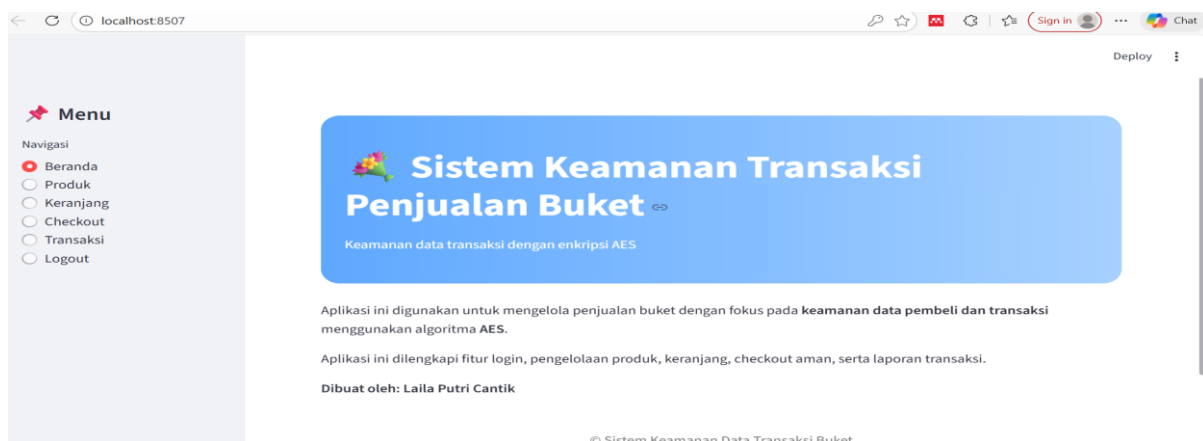 localhost:8507
Sign in
Chat
Deploy
Menu
Navigasi
Beranda
Produk
Keranjang
Checkout
Transaksi
Logout
Sistem Keamanan Transaksi
Penjualan Buket
Keamanan data transaksi dengan enkripsi AES
Aplikasi ini digunakan untuk mengelola penjualan buket dengan fokus pada keamanan data pembeli dan transaksi
menggunakan algoritma AES.
Aplikasi ini dilengkapi fitur login, pengelolaan produk, keranjang, checkout aman, serta laporan transaksi.
Dibuat oleh: Laila Putri Cantik
© Sistem Keamanan Data Transaksi Buket